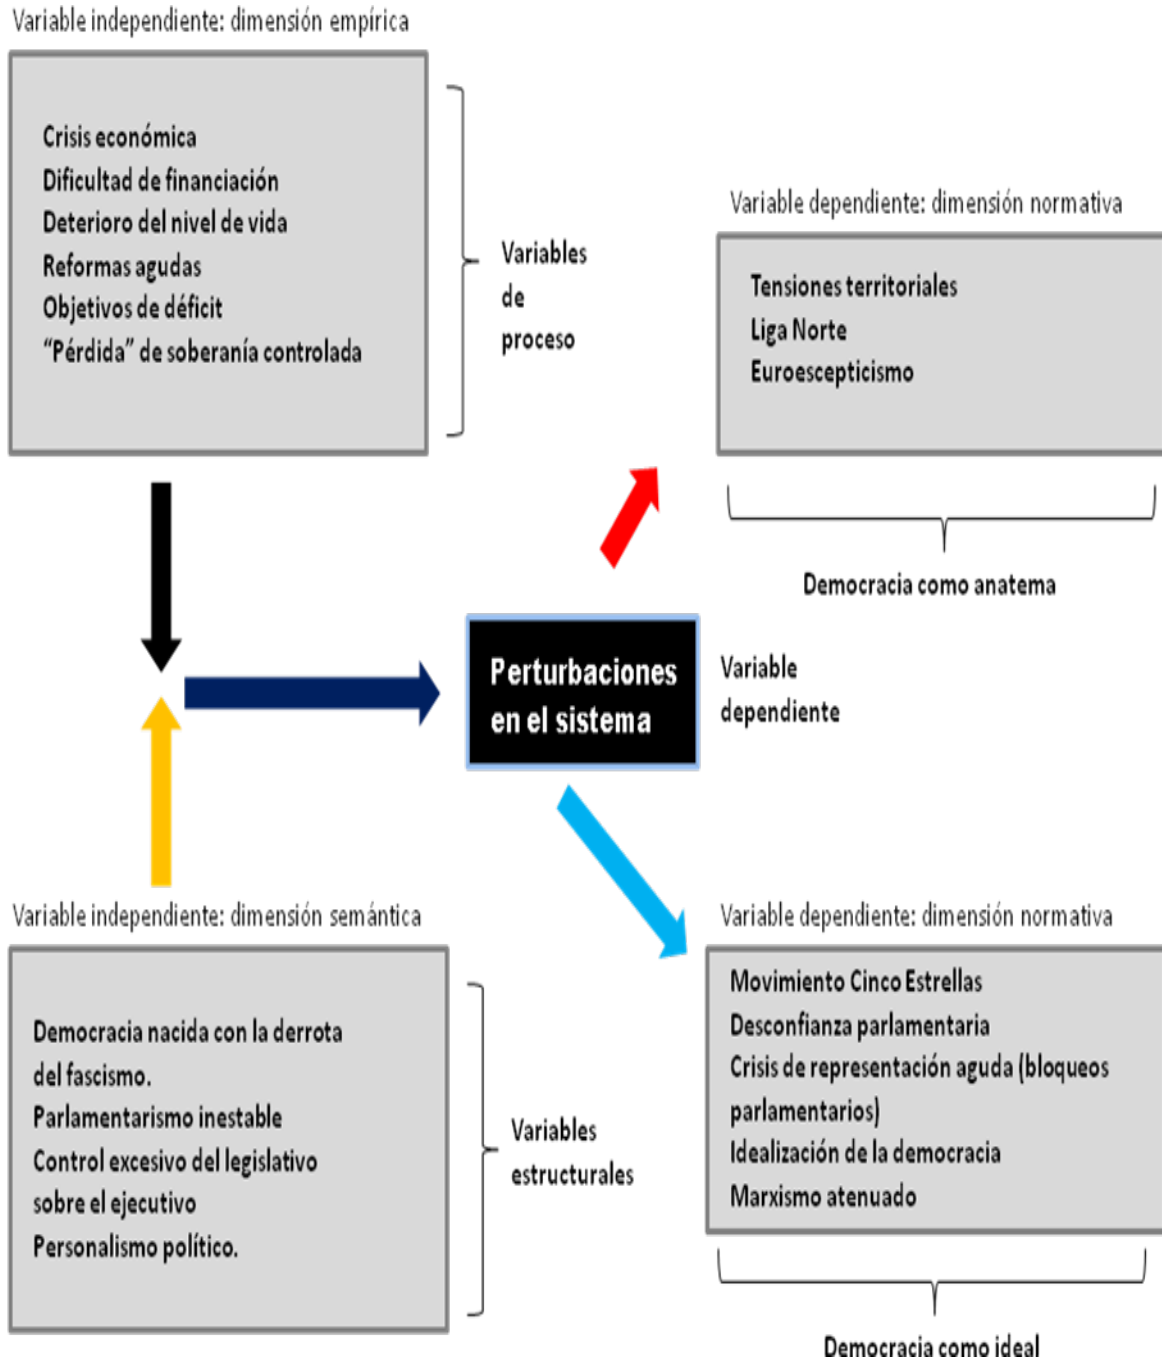 Variable independiente: dimensión empírica
Crisis económica
Dificultad de financiación
Deterioro del nivel de vida
Reformas agudas
Objetivos de déficit
“Pérdida” de soberanía controlada
Variables
de
proceso
Variable dependiente: dimensión normativa
Tensiones territoriales
Liga Norte
Euroescepticismo
Democracia como anatema
Perturbaciones
en el sistema
Variable
dependiente
Variable independiente: dimensión semántica
Democracia nacida con la derrota
del fascismo.
Parlamentarismo inestable
Control excesivo del legislativo
sobre el ejecutivo
Personalismo político.
Variables
estructurales
Variable dependiente: dimensión normativa
Movimiento Cinco Estrellas
Desconfianza parlamentaria
Crisis de representación aguda (bloqueos
parlamentarios)
Idealización de la democracia
Marxismo atenuado
Democracia como ideal